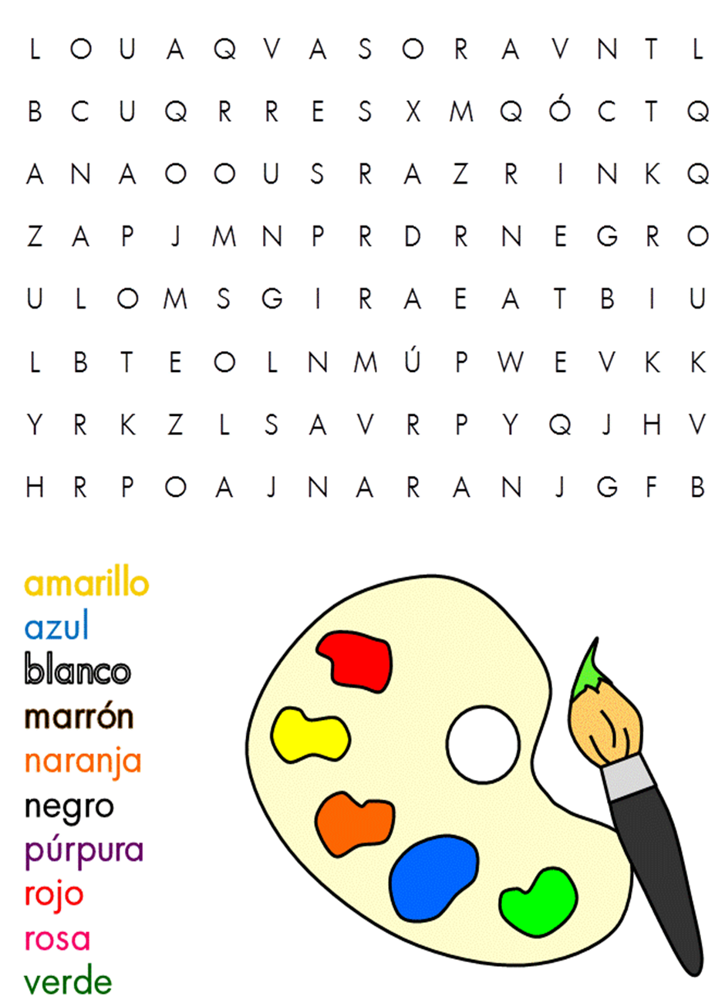 L O U A Q V A S O R A V N T L
B C U Q R R E S X M Q Ó C T Q
A N A O O U S R A Z R I N K Q
Z A P J M N P R D R N E G R O
U L O M S G I R A E A T B I U
L B T E O L N M Ú P W E V K K
Y R K Z L S A V R P Y Q J H V
H R P O A J N A R A N J G F B
amarillo
azul
blanco
marrón
naranja
negro
púrpura
rojo
rosa
verde